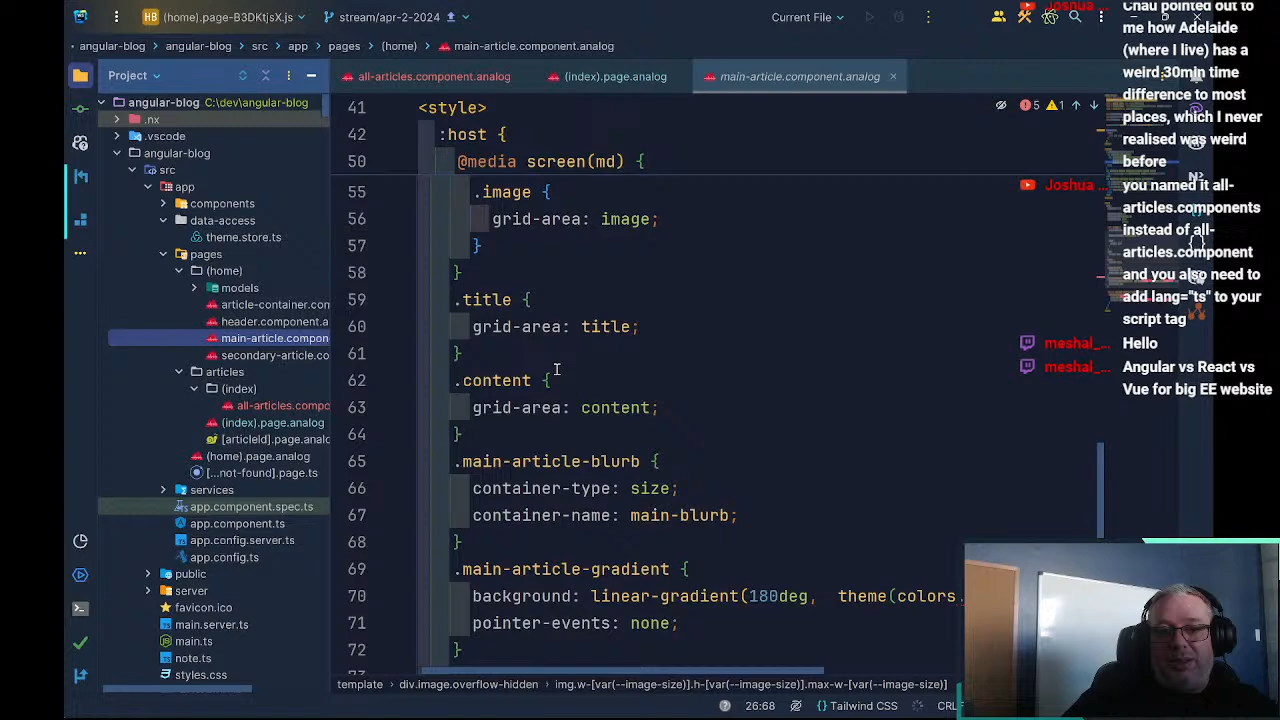 HB (home).page-B3DKtjsX.js
stream/apr-2-2024
Current File
angular-blog
angular-blog
src
app
pages
(home)
main-article.component.analog
Project
all-articles.component.analog
(index).page.analog
main-article.component.analog
angular-blog C:\dev\angular-blog
.nx
.vscode
angular-blog
src
app
components
data-access
theme.store.ts
pages
(home)
models
article-container.con
header.component.a
main-article.compon
secondary-article.co
articles
(index)
all-articles.compo
(index).page.analog
[articleId].page.analog
(home).page.analog
[...not-found].page.ts
services
app.component.spec.ts
app.component.ts
app.config.server.ts
app.config.ts
public
server
favicon.ico
main.server.ts
main.ts
note.ts
styles.css
41 <style>
42 :host {
50 @media screen(md) {
55 .image {
56 grid-area: image;
57 }
58 }
59 .title {
60 grid-area: title;
61 }
62 .content {
63 grid-area: content;
64 }
65 .main-article-blurb {
66 container-type: size;
67 container-name: main-blurb;
68 }
69 .main-article-gradient {
70 background: linear-gradient(180deg, theme(colors.
71 pointer-events: none;
72 }
5 1
template
div.image.overflow-hidden
img.w-[var(--image-size)].h-[var(--image-size)].max-w-[var(--image-size)]
26:68
Tailwind CSS
CRL
Joshua ...
Chau pointed out to
me how Adelaide
(where I live) has a
weird 30min time
difference to most
places, which I never
realised was weird
before
Joshua ...
you named it all-
articles.components
instead of all-
articles.component
and you also need to
add lang="ts" to your
script tag
meshal_...
Hello
meshal_...
Angular vs React vs
Vue for big EE website